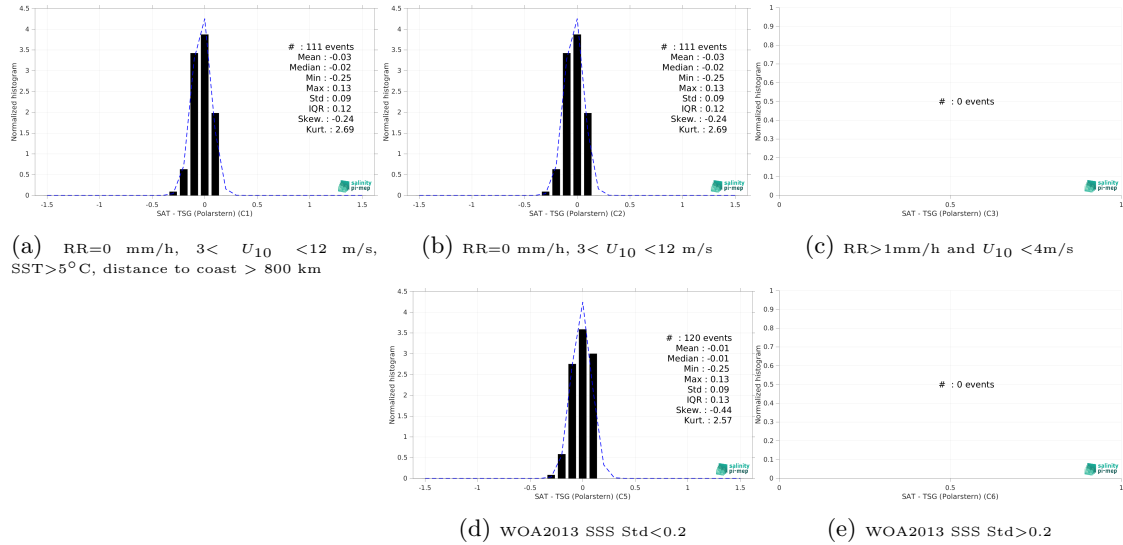 4.5
4
3.5
3
2.5
2
1.5
1
0.5
0
Normalized histogram
# : 111 events
Mean : -0.03
Median : -0.02
Min : -0.25
Max : 0.13
Std : 0.09
IQR : 0.12
Skew. : -0.24
Kurt. : 2.69
salinity
pi-mep
-1.5 -1 -0.5 0 0.5 1 1.5
SAT - TSG (Polarstern) (C1)
(a) RR=0 mm/h, 3< U10 <12 m/s,
SST>5°C, distance to coast > 800 km
4.5
4
3.5
3
2.5
2
1.5
1
0.5
0
Normalized histogram
# : 111 events
Mean : -0.03
Median : -0.02
Min : -0.25
Max : 0.13
Std : 0.09
IQR : 0.12
Skew. : -0.24
Kurt. : 2.69
salinity
pi-mep
-1.5 -1 -0.5 0 0.5 1 1.5
SAT - TSG (Polarstern) (C2)
(b) RR=0 mm/h, 3< U10 <12 m/s
1
0.9
0.8
0.7
0.6
0.5
0.4
0.3
0.2
0.1
0
Normalized histogram
# : 0 events
salinity
pi-mep
0 0.5 1
SAT - TSG (Polarstern) (C3)
(c) RR>1mm/h and U10 <4m/s
4.5
4
3.5
3
2.5
2
1.5
1
0.5
0
Normalized histogram
# : 120 events
Mean : -0.01
Median : -0.01
Min : -0.25
Max : 0.13
Std : 0.09
IQR : 0.13
Skew. : -0.44
Kurt. : 2.57
salinity
pi-mep
-1.5 -1 -0.5 0 0.5 1 1.5
SAT - TSG (Polarstern) (C5)
(d) WOA2013 SSS Std<0.2
1
0.9
0.8
0.7
0.6
0.5
0.4
0.3
0.2
0.1
0
Normalized histogram
# : 0 events
salinity
pi-mep
0 0.5 1
SAT - TSG (Polarstern) (C6)
(e) WOA2013 SSS Std>0.2